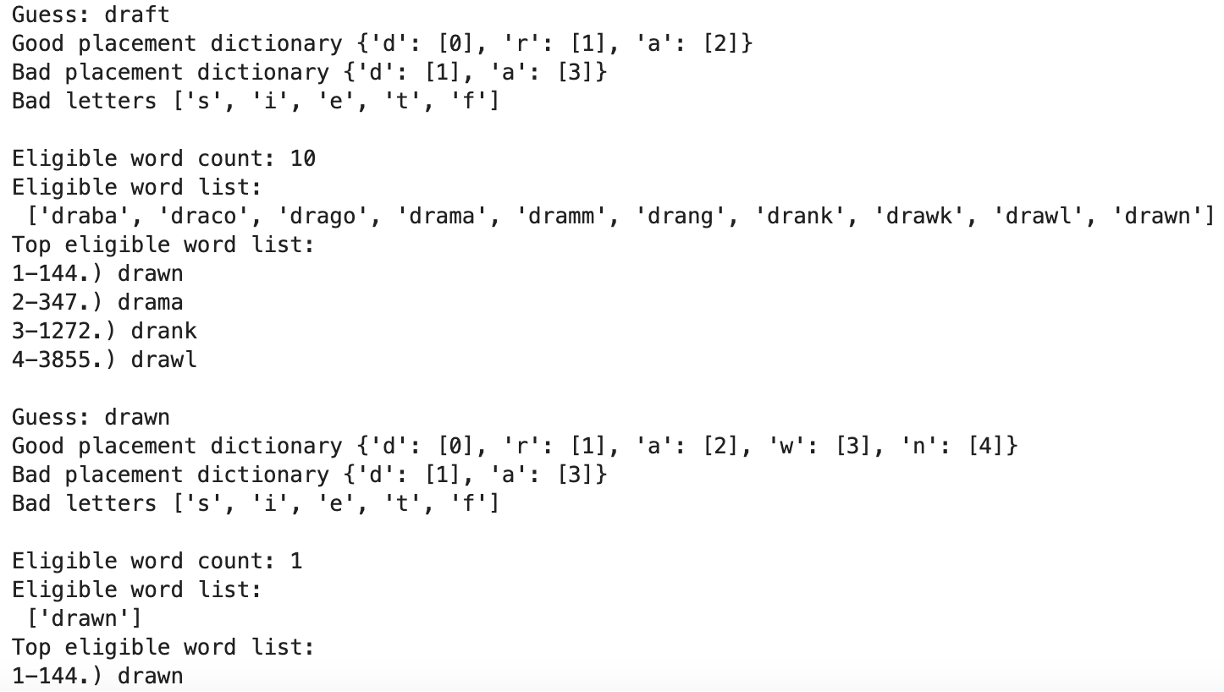 Guess: draft
Good placement dictionary {'d': [0], 'r': [1], 'a': [2]}
Bad placement dictionary {'d': [1], 'a': [3]}
Bad letters ['s', 'i', 'e', 't', 'f']
Eligible word count: 10
Eligible word list:
['draba', 'draco', 'drago', 'drama', 'dramm', 'drang', 'drank', 'drawk', 'drawl', 'drawn']
Top eligible word list:
1-144.) drawn
2-347.) drama
3-1272.) drank
4-3855.) drawl
Guess: drawn
Good placement dictionary {'d': [0], 'r': [1], 'a': [2], 'w': [3], 'n': [4]}
Bad placement dictionary {'d': [1], 'a': [3]}
Bad letters ['s', 'i', 'e', 't', 'f']
Eligible word count: 1
Eligible word list:
['drawn']
Top eligible word list:
1-144.) drawn